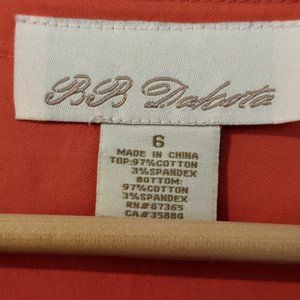 BB Dakota
6
MADE IN CHINA
TOP:97%COTTON
3%SPANDEX
BOTTOM:
97%COTTON
3%SPANDEX
RN#67365
CA#35880